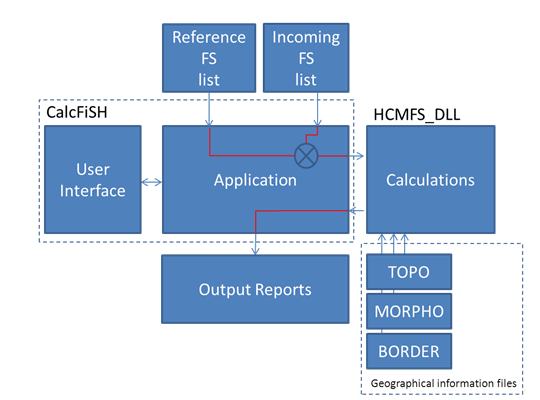 Reference
FS
list
Incoming
FS
list
CalcFiSH
HCMFS_DLL
User
Interface
Application
Calculations
Output Reports
TOPO
MORPHO
BORDER
Geographical information files